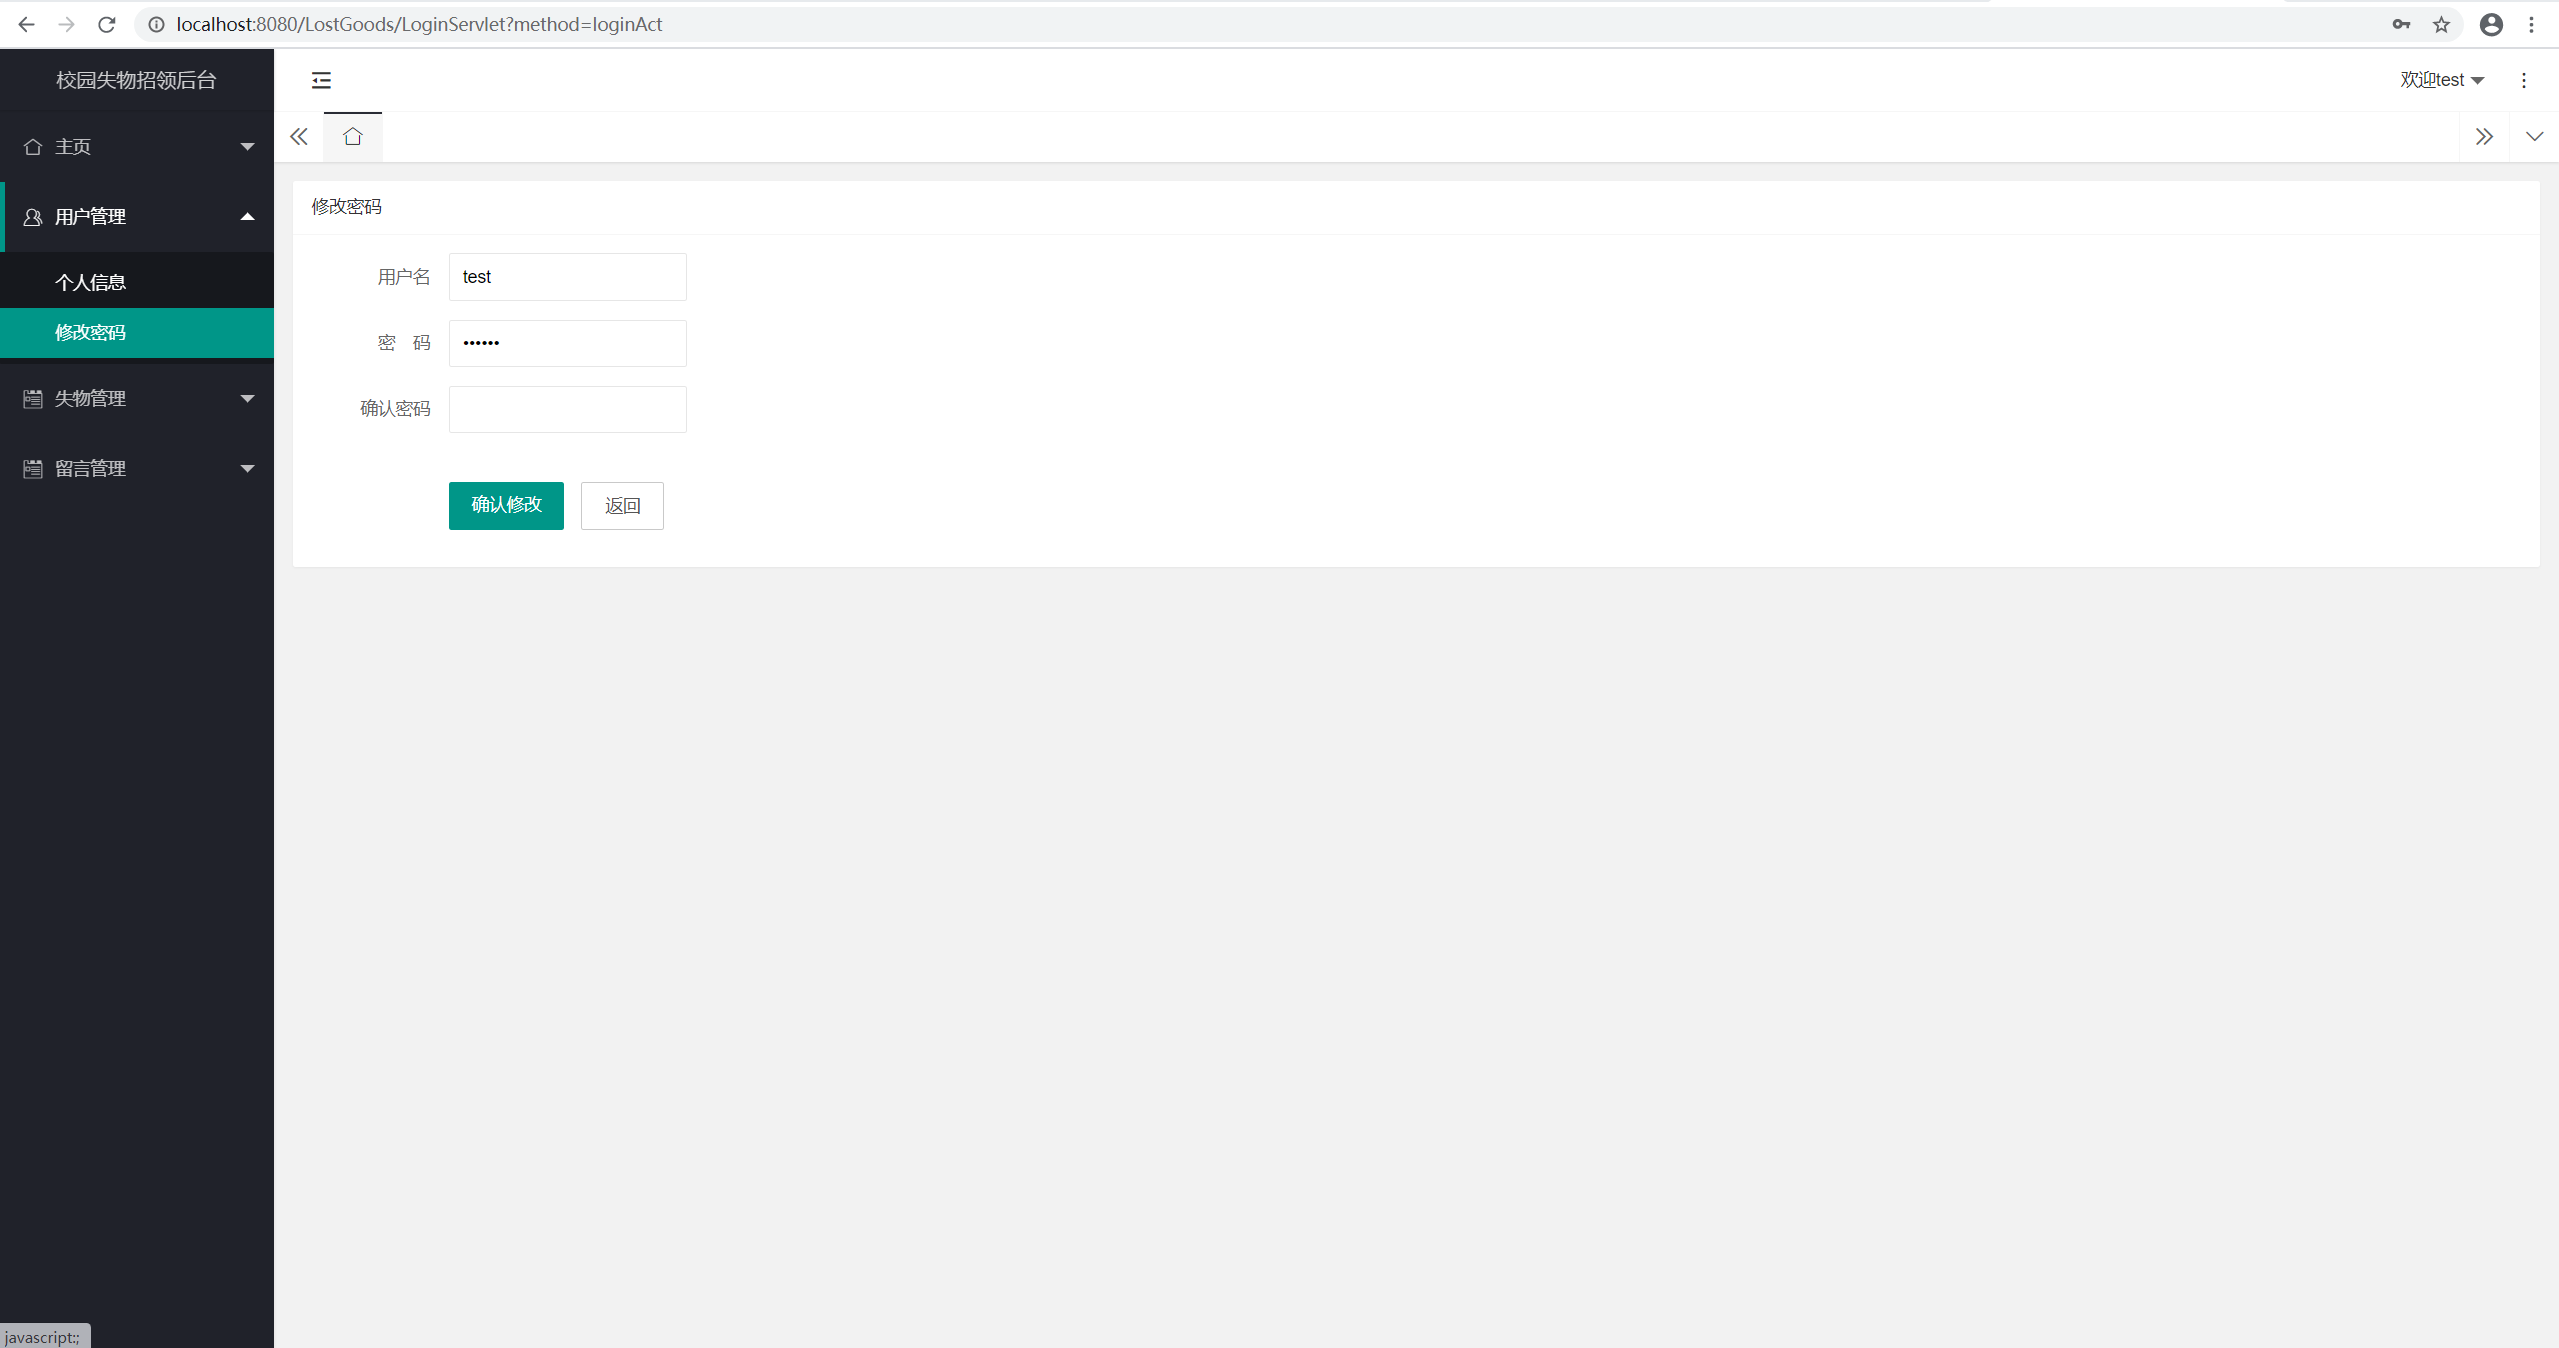 localhost:8080/LostGoods/LoginServlet?method=loginAct
校园失物招领后台
欢迎test
主页
用户管理
个人信息
修改密码
失物管理
留言管理
修改密码
用户名 test
密 码 ••••••
确认密码
确认修改 返回
javascript:;